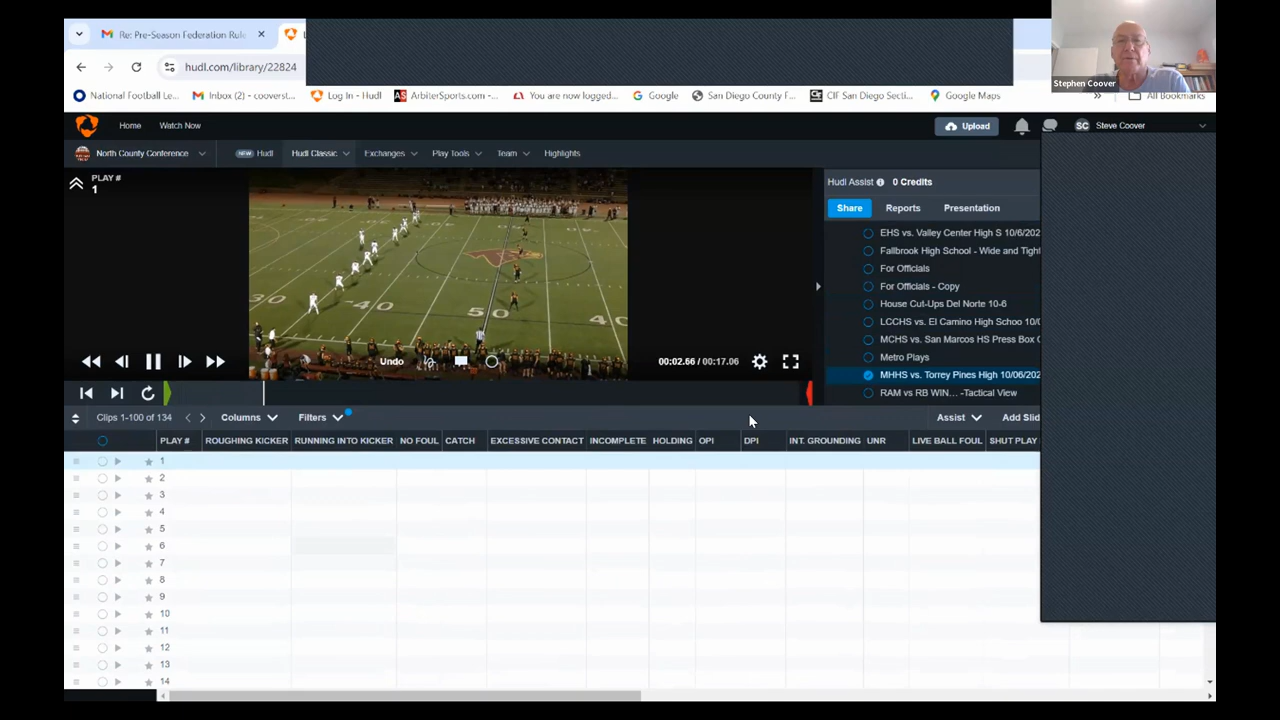 Re: Pre-Season Federation Rule
hudl.com/library/22824
Stephen Coover
National Football Le...
Inbox (2) - cooverst...
Log In - Hudl
AS ArbiterSports.com -...
You are now logged...
Google
San Diego County F...
CIF San Diego Secti...
Google Maps
»
All Bookmarks
Home
Watch Now
Upload
SC
Steve Coover
North County Conference
NEW Hudl
Hudl Classic
Exchanges
Play Tools
Team
Highlights
PLAY #
1
Hudl Assist 0 Credits
Share
Reports
Presentation
EHS vs. Valley Center High S 10/6/202
Fallbrook High School - Wide and Tight
For Officials
For Officials - Copy
House Cut-Ups Del Norte 10-6
LCCHS vs. El Camino High Schoo 10/0
MCHS vs. San Marcos HS Press Box
Metro Plays
MHHS vs. Torrey Pines High 10/06/202
RAM vs RB WIN... -Tactical View
30 40 50 40
Undo
00:02.66 / 00:17.06
Clips 1-100 of 134
Columns
Filters
Assist
Add Slid
PLAY # ROUGHING KICKER RUNNING INTO KICKER NO FOUL CATCH EXCESSIVE CONTACT INCOMPLETE HOLDING OPI DPI INT. GROUNDING UNR LIVE BALL FOUL SHUT PLAY
1
2
3
4
5
6
7
8
9
10
11
12
13
14